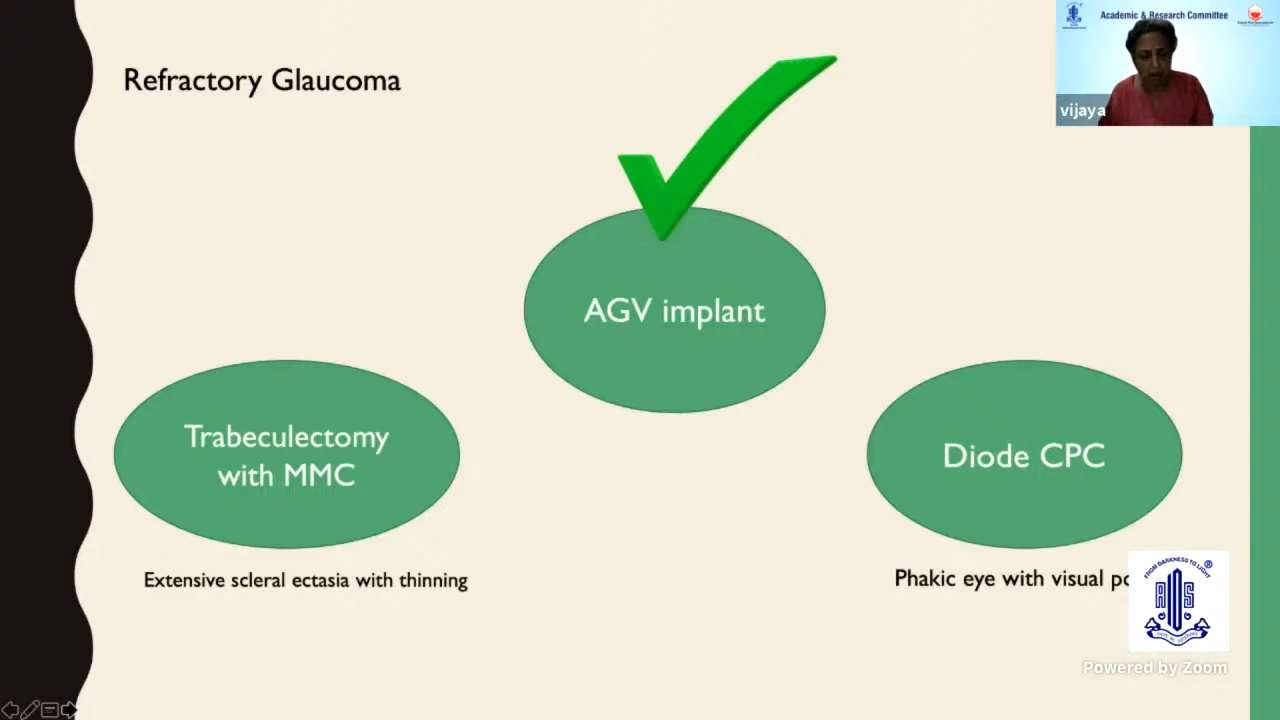 Academic & Research Committee
vijaya
Refractory Glaucoma
AGV implant
Trabeculectomy
with MMC
Diode CPC
Extensive scleral ectasia with thinning
Phakic eye with visual
FROM DARKNESS TO LIGHT
®
AIOS
Powered by Zoom